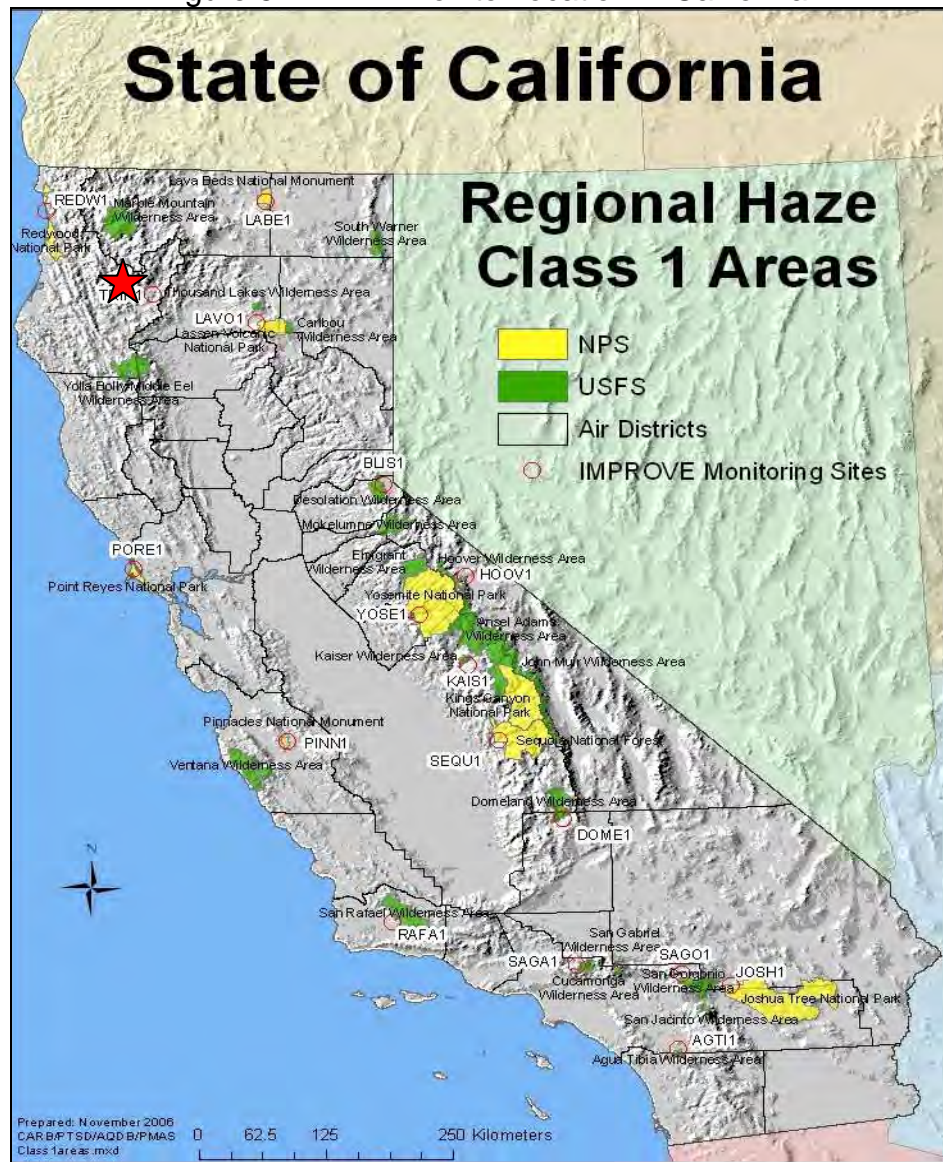 State of California
Regional Haze
Class 1 Areas
NPS
USFS
Air Districts
IMPROVE Monitoring Sites
Lava Beds National Monument
REDW1
Marble Mountain
Wilderness Area
LABE1
South Warner
Wilderness Area
Redwood
National Park
Thousand Lakes Wilderness Area
LAVO1
Lassen Volcanic
National Park
Caribou
Wilderness Area
Yolla Bolly Middle Eel
Wilderness Area
BLIS1
Desolation Wilderness Area
Mokelumne Wilderness Area
PORE1
Point Reyes National Park
Emigrant
Wilderness Area
Hoover Wilderness Area
HOOV1
Yosemite National Park
YOSE1
Ansel Adams
Wilderness Area
Kaiser Wilderness Area
John Muir Wilderness Area
KAIS1
Kings Canyon
National Park
Pinnacles National Monument
PINN1
Sequoia National Forest
SEQU1
Ventana Wilderness Area
Domeland Wilderness Area
DOME1
San Rafael Wilderness Area
RAFA1
San Gabriel
Wilderness Area
SAGA1
SAGO1
Cucamonga
Wilderness Area
San Gorgonio
Wilderness Area
JOSH1
Joshua Tree National Park
San Jacinto Wilderness Area
AGTI1
Agua Tibia Wilderness Area
Prepared: November 2006
CARB/PTSD/AQDB/PMAS
Class1areas.mxd
0 62.5 125 250 Kilometers